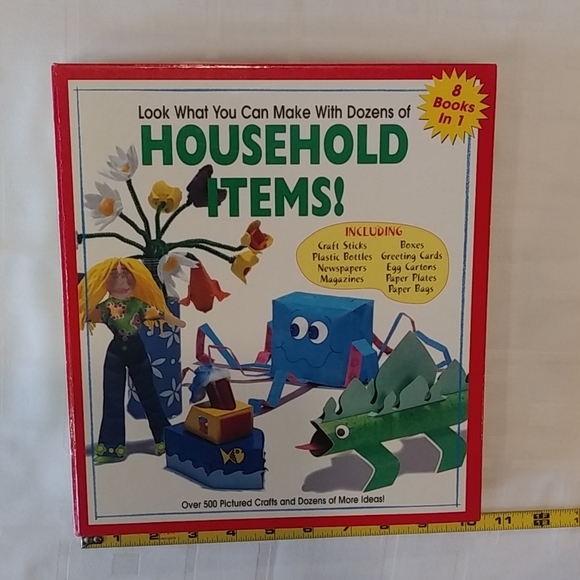 8
Books
In 1
Look What You Can Make With Dozens of
HOUSEHOLD
ITEMS!
INCLUDING
Craft Sticks
Plastic Bottles
Newspapers
Magazines
Boxes
Greeting Cards
Egg Cartons
Paper Plates
Paper Bags
Over 500 Pictured Crafts and Dozens of More Ideas!
1 2 3 4 5 6 7 8 9 10 11